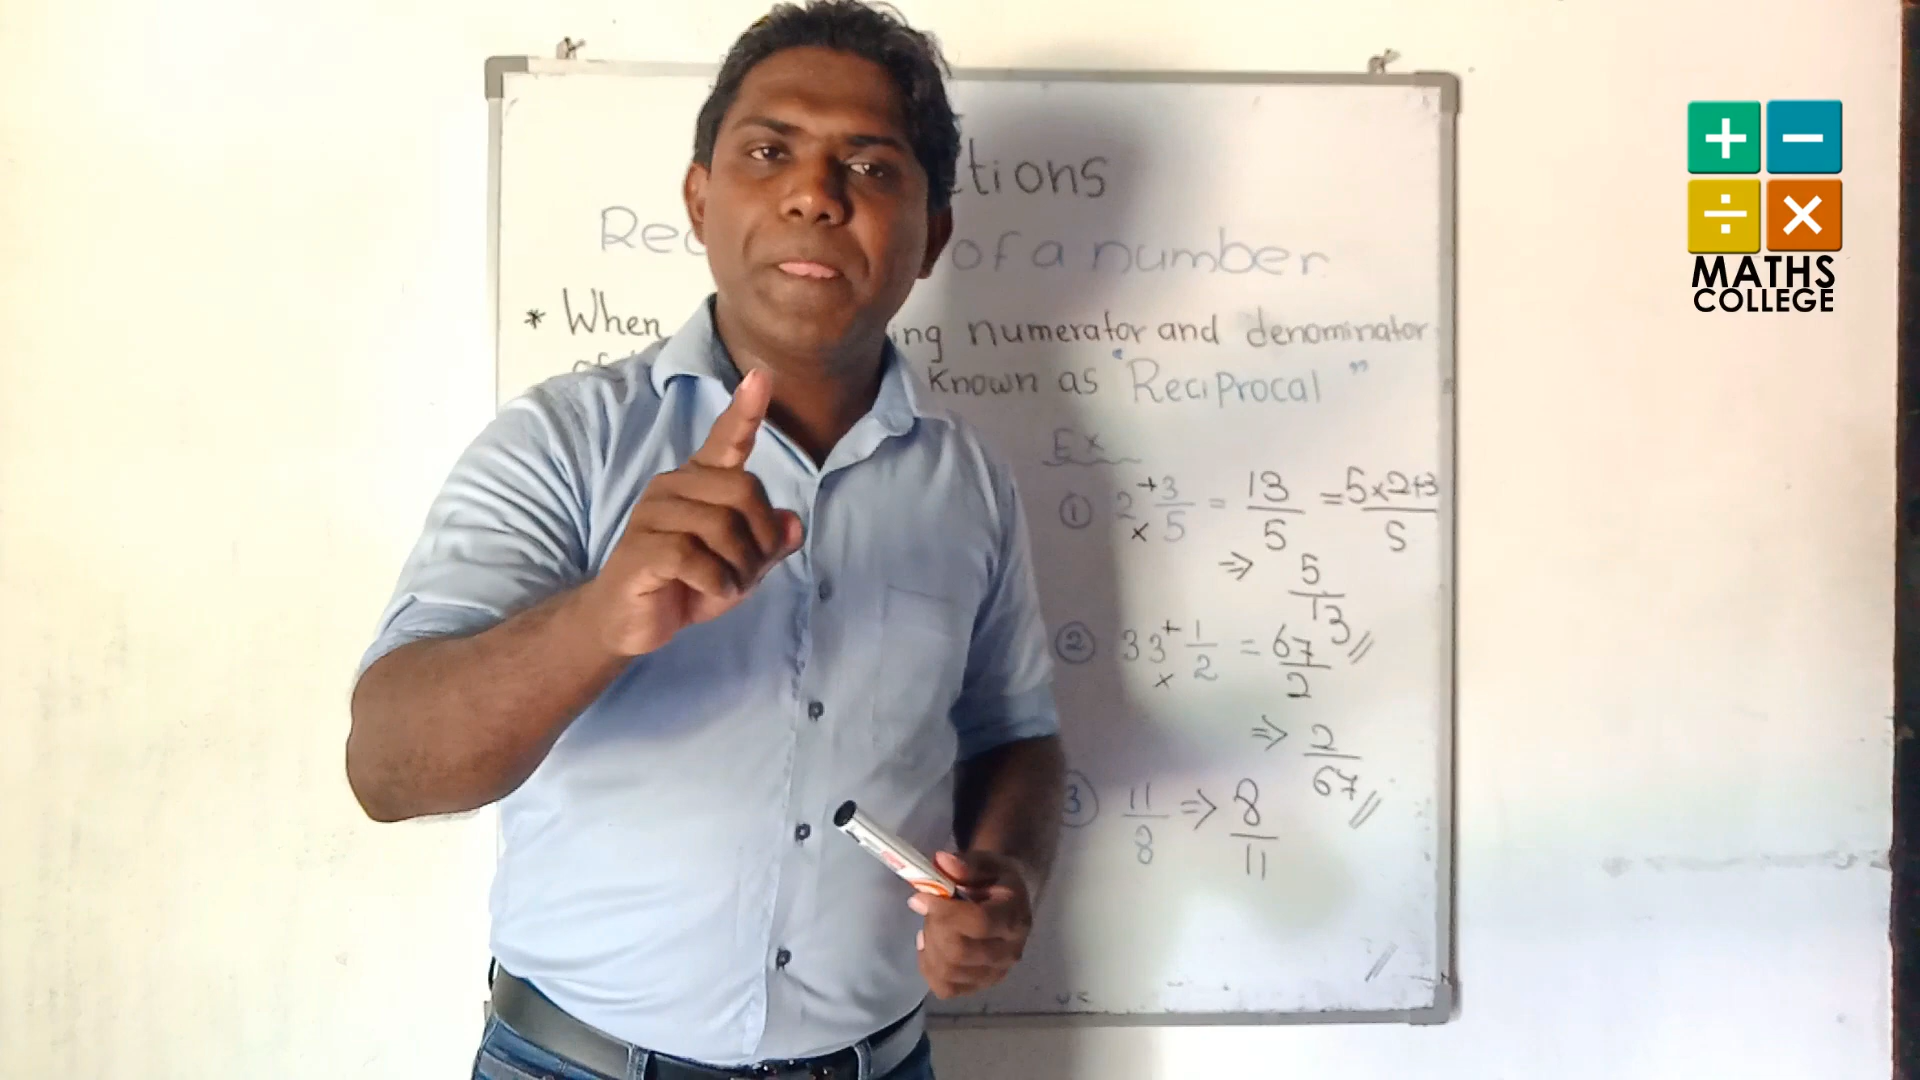 tions
Rec of a number
* When ing numerator and denominator
known as "Reciprocal"
Ex
① 2 + 3/5 = 13/5 = 5×2+3/5
×
⇒ 5/13 //
② 33 + 1/2 = 67/2
×
⇒ 2/67 //
3 11/8 ⇒ 8/11
+ −
÷ ×
MATHS
COLLEGE